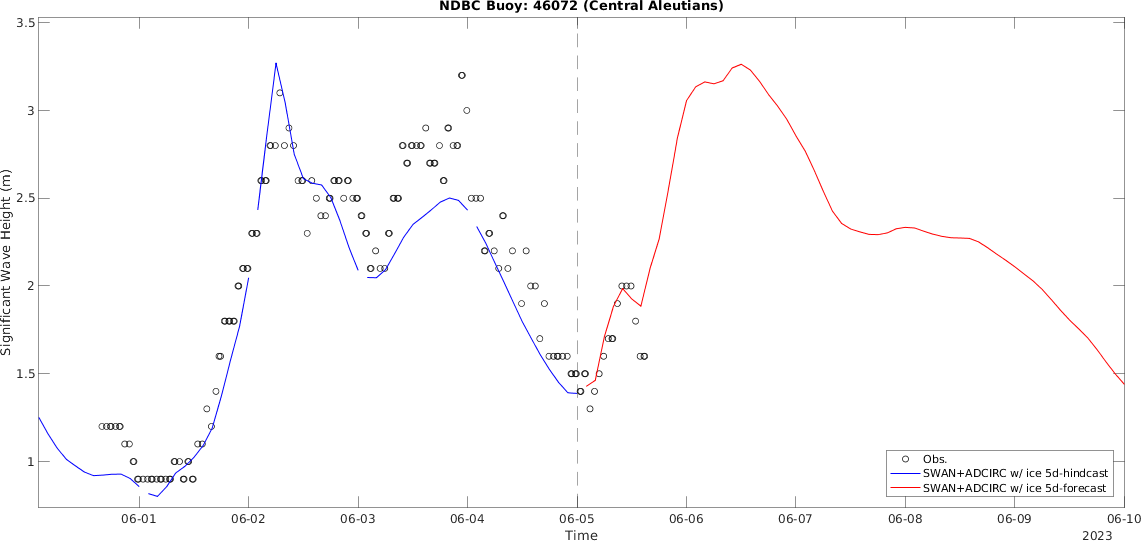 NDBC Buoy: 46072 (Central Aleutians)
Significant Wave Height (m)
3.5
3
2.5
2
1.5
1
Obs.
SWAN+ADCIRC w/ ice 5d-hindcast
SWAN+ADCIRC w/ ice 5d-forecast
06-01 06-02 06-03 06-04 06-05 06-06 06-07 06-08 06-09 06-10
Time
2023